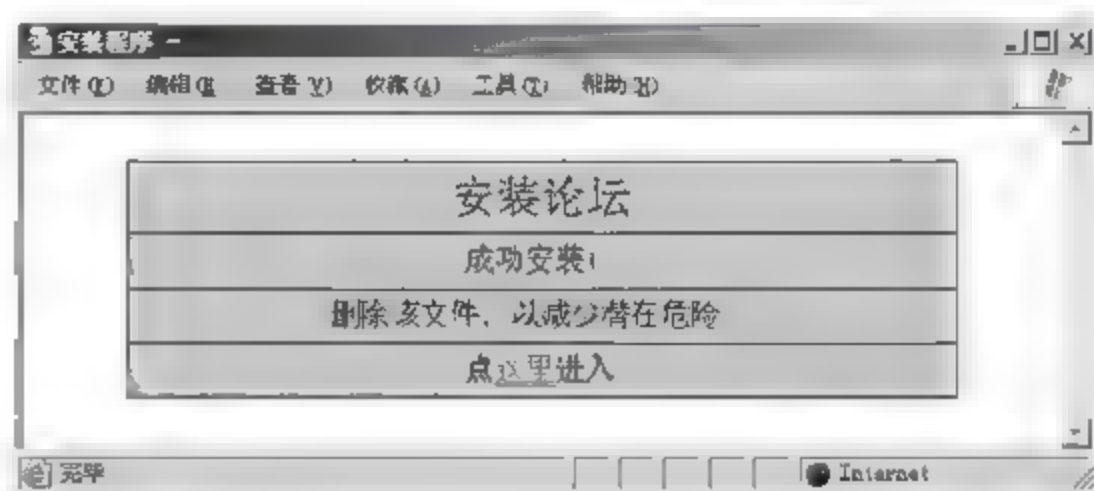 安装程序 -
文件(F) 编辑(E 查看 V) 收藏(A) 工具(T) 帮助(H)
安装论坛
成功安装!
删除该文件，以减少潜在危险
点这里进入
完毕
Internet